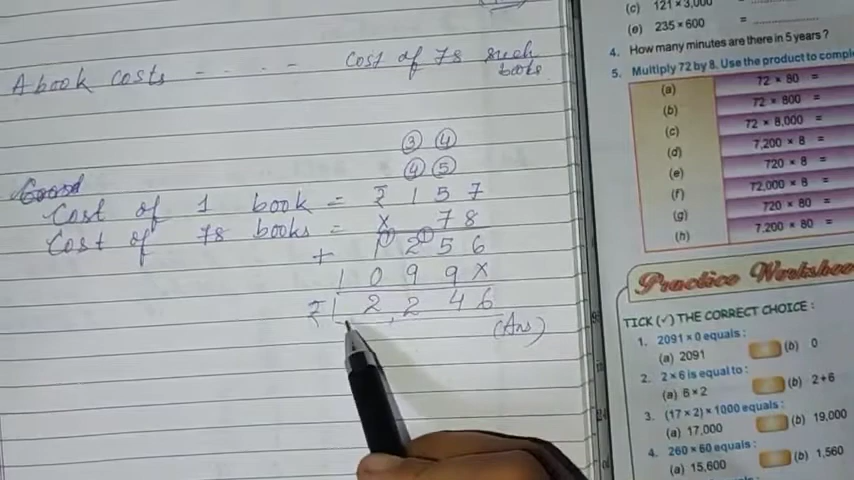 A book costs - - - - cost of 78 such
books.
③ ④
④ ⑤
Cost of 1 book = ₹ 1 5 7
Cost of 78 books = x 78
+ 1 ① 2 ① 5 6
1 0 9 9 x
₹ 1 2, 2 4 6
(Ans)
(c) 121 × 3,000
(e) 235 × 600 =
4. How many minutes are there in 5 years?
5. Multiply 72 by 8. Use the product to
(a) 72 × 80 =
(b) 72 × 800 =
(c) 72 × 8,000 =
(d) 7,200 × 8 =
(e) 720 × 8 =
(f) 72,000 × 8 =
(g) 720 × 80 =
(h) 7,200 × 80 =
Practice
TICK (✓) THE CORRECT CHOICE:
1. 2091 × 0 equals:
(a) 2091 (b) 0
2. 2 × 6 is equal to:
(a) 6 × 2 (b) 2 + 6
3. (17 × 2) × 1000 equals:
(a) 17,000 (b) 19,000
4. 260 × 60 equals:
(a) 15,600 (b) 1,560